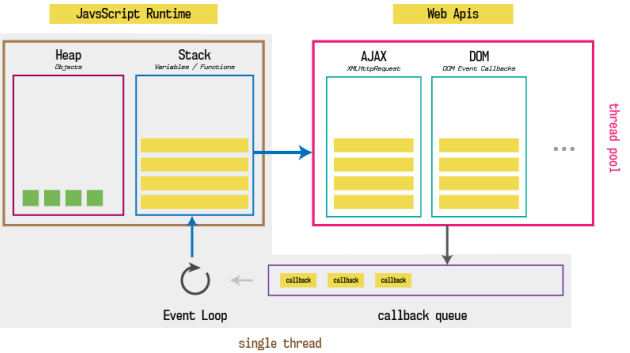 JavsScript Runtime
Web Apis
Heap
Objects
Stack
Variables / Functions
AJAX
XMLHttpRequest
DOM
DOM Event Callbacks
...
thread pool
callback
callback
callback
Event Loop
callback queue
single thread